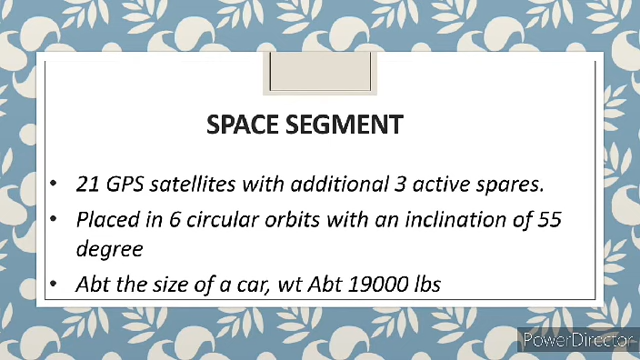 SPACE SEGMENT
• 21 GPS satellites with additional 3 active spares.
• Placed in 6 circular orbits with an inclination of 55
degree
• Abt the size of a car, wt Abt 19000 lbs
PowerDirector